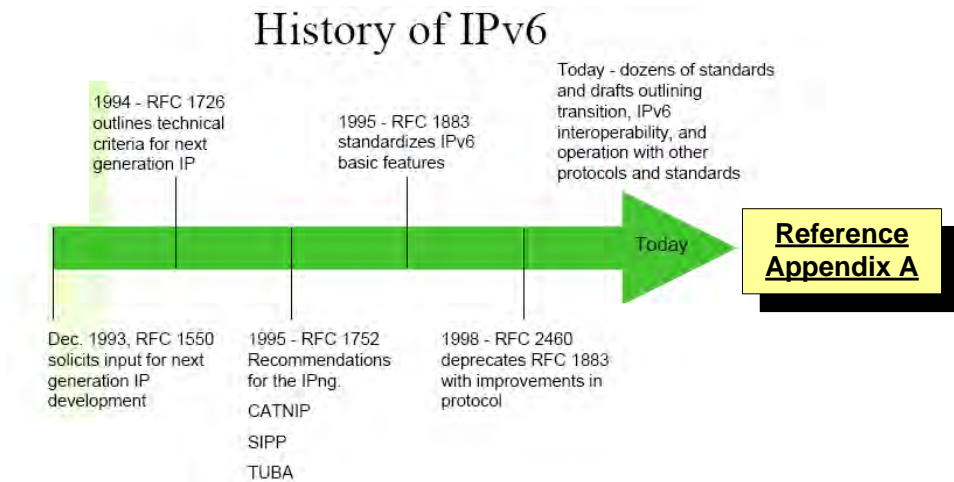 History of IPv6
1994 - RFC 1726
outlines technical
criteria for next
generation IP
1995 - RFC 1883
standardizes IPv6
basic features
Today - dozens of standards
and drafts outlining
transition, IPv6
interoperability, and
operation with other
protocols and standards
Today
Reference
Appendix A
Dec. 1993, RFC 1550
solicits input for next
generation IP
development
1995 - RFC 1752
Recommendations
for the IPng.
CATNIP
SIPP
TUBA
1998 - RFC 2460
deprecates RFC 1883
with improvements in
protocol